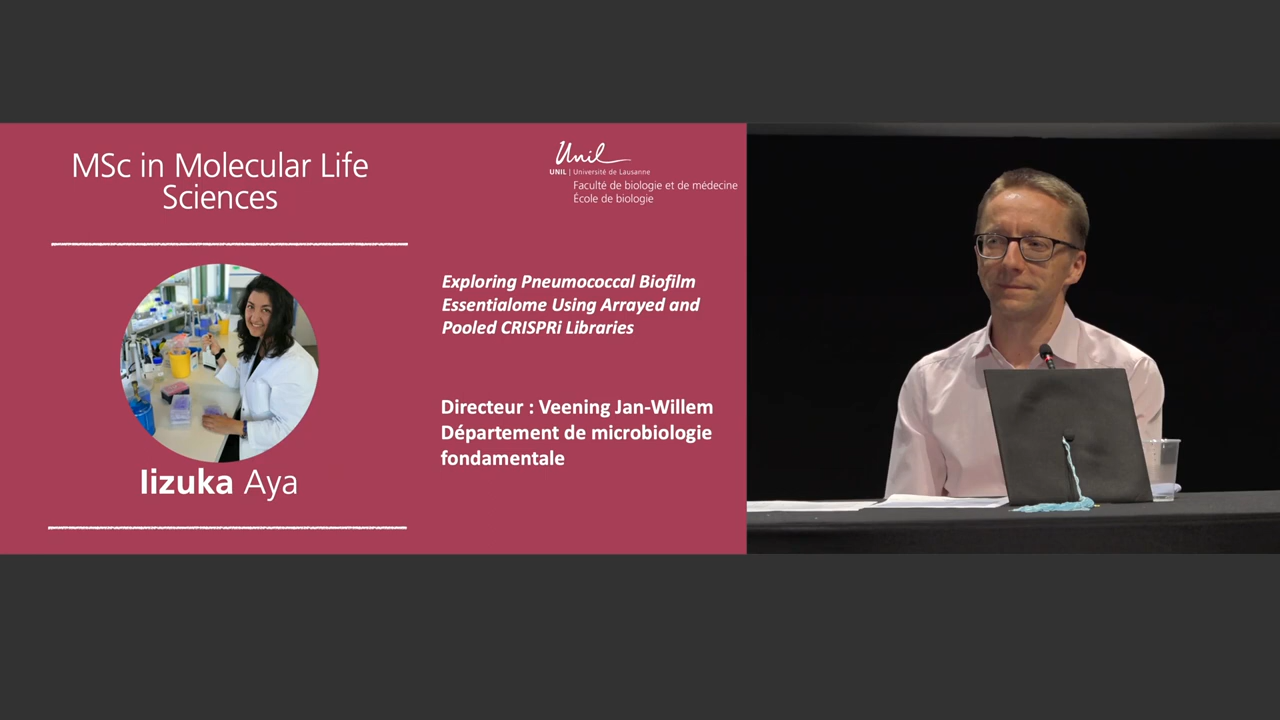 MSc in Molecular Life
Sciences
Unil
UNIL | Université de Lausanne
Faculté de biologie et de médecine
École de biologie
Exploring Pneumococcal Biofilm
Essentialome Using Arrayed and
Pooled CRISPRi Libraries
Directeur : Veening Jan-Willem
Département de microbiologie
fondamentale
Iizuka Aya